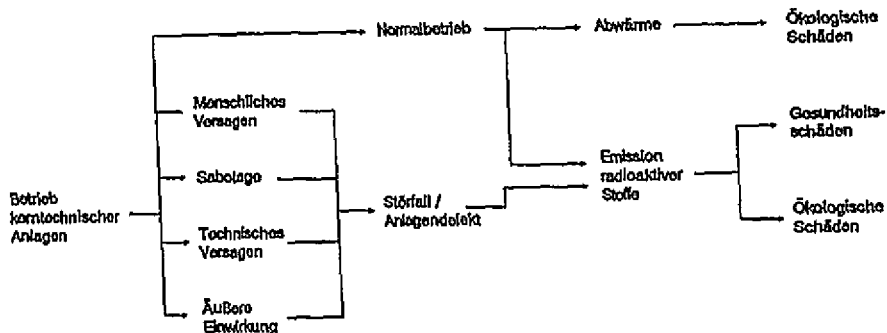 Normalbetrieb
Abwärme
Ökologische
Schäden
Menschliches
Versagen
Gesundheits-
schäden
Sabotage
Emission
radioaktiver
Stoffe
Betrieb
kerntechnischer
Anlagen
Störfall /
Anlagendefekt
Ökologische
Schäden
Technisches
Versagen
Äußere
Einwirkung